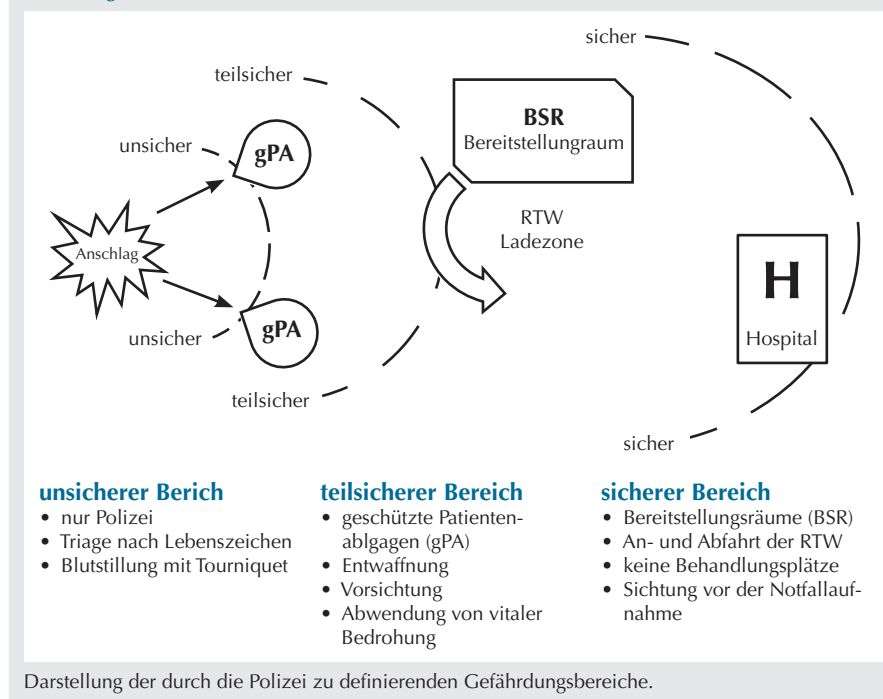 sicher
teilsicher
BSR
Bereitstellungraum
unsicher
gPA
Anschlag
RTW
Ladezone
H
Hospital
gPA
unsicher
teilsicher
sicher
unsicherer Berich
• nur Polizei
• Triage nach Lebenszeichen
• Blutstillung mit Tourniquet
teilsicherer Bereich
• geschützte Patienten-
ablgagen (gPA)
• Entwaffnung
• Vorsichtung
• Abwendung von vitaler
Bedrohung
sicherer Bereich
• Bereitstellungsräume (BSR)
• An- und Abfahrt der RTW
• keine Behandlungsplätze
• Sichtung vor der Notfallauf-
nahme
Darstellung der durch die Polizei zu definierenden Gefährdungsbereiche.